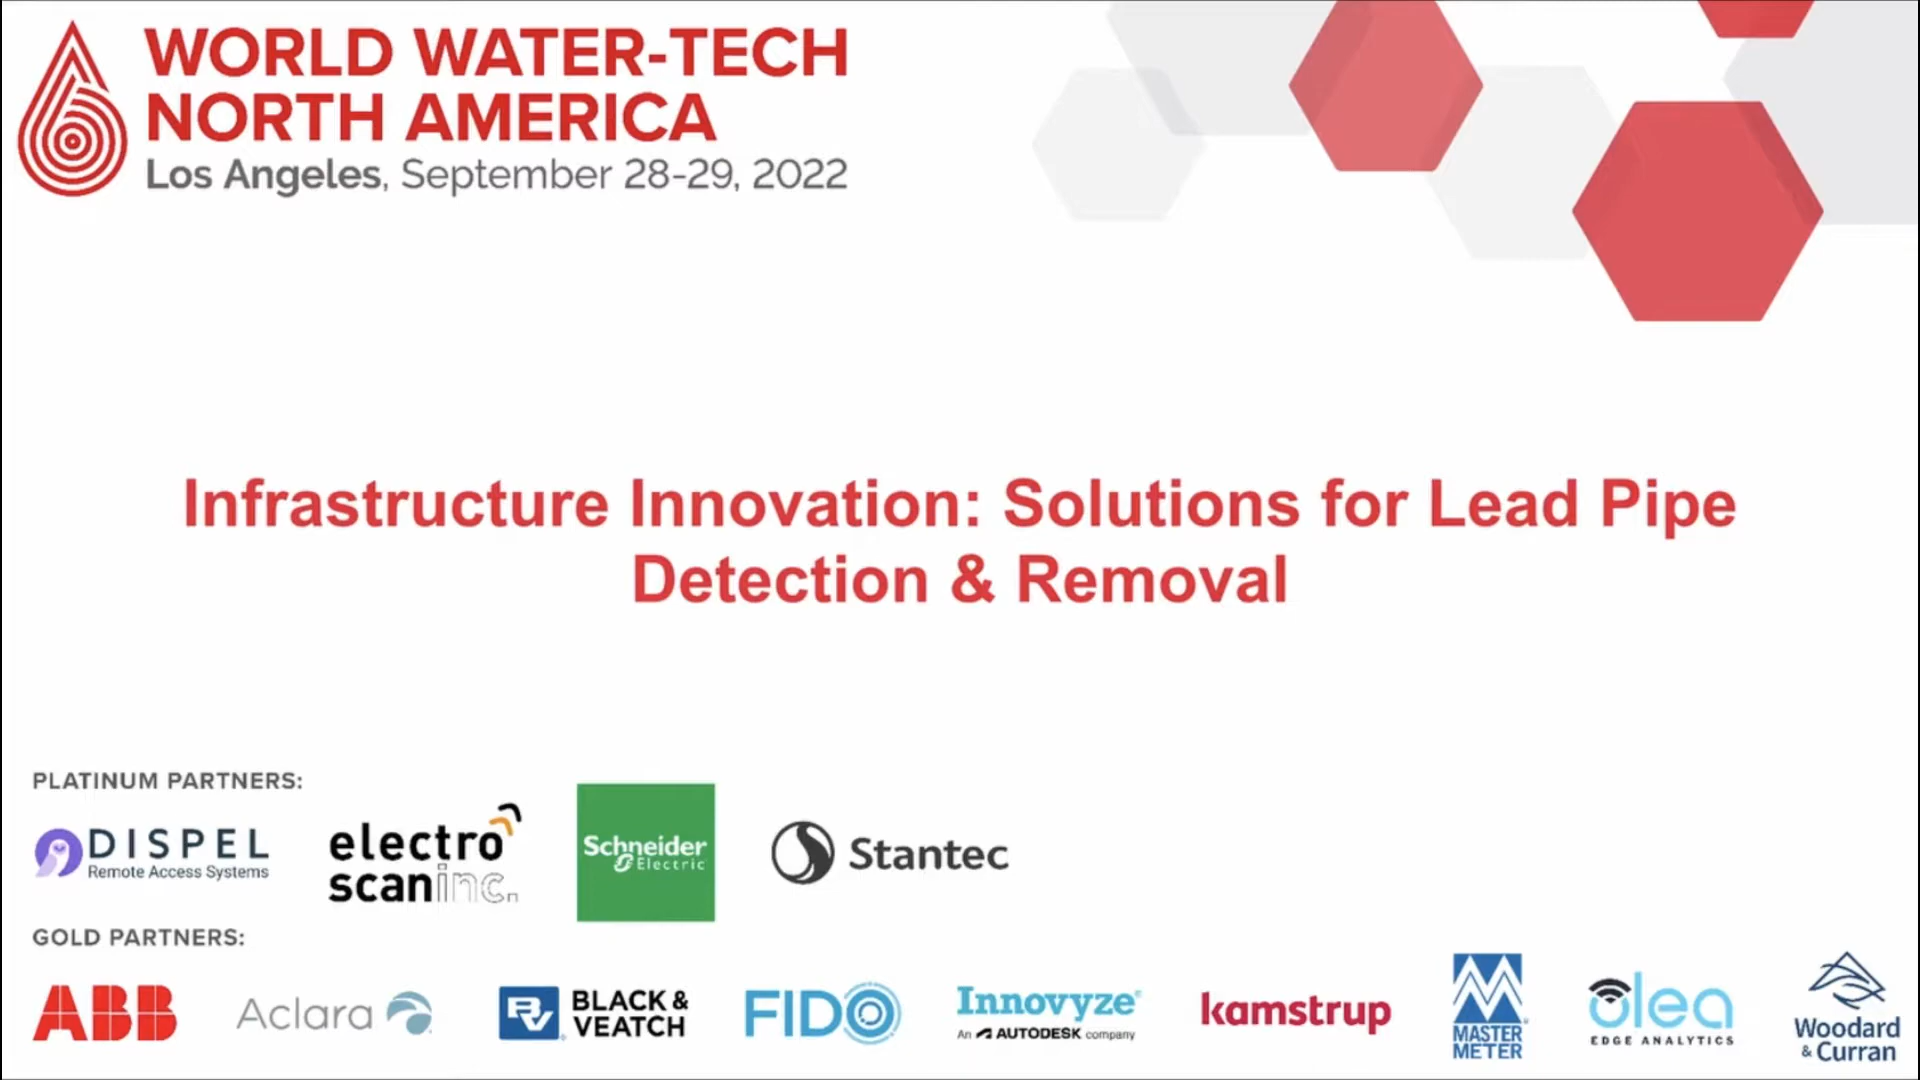 WORLD WATER-TECH
NORTH AMERICA
Los Angeles, September 28-29, 2022
Infrastructure Innovation: Solutions for Lead Pipe
Detection & Removal
PLATINUM PARTNERS:
DISPEL
Remote Access Systems
electro
scaninc.
Schneider
Electric
Stantec
GOLD PARTNERS:
ABB
Aclara
BV
BLACK &
VEATCH
FIDO
Innovyze®
An AUTODESK company
kamstrup
MASTER
METER
olea
EDGE ANALYTICS
Woodard
& Curran